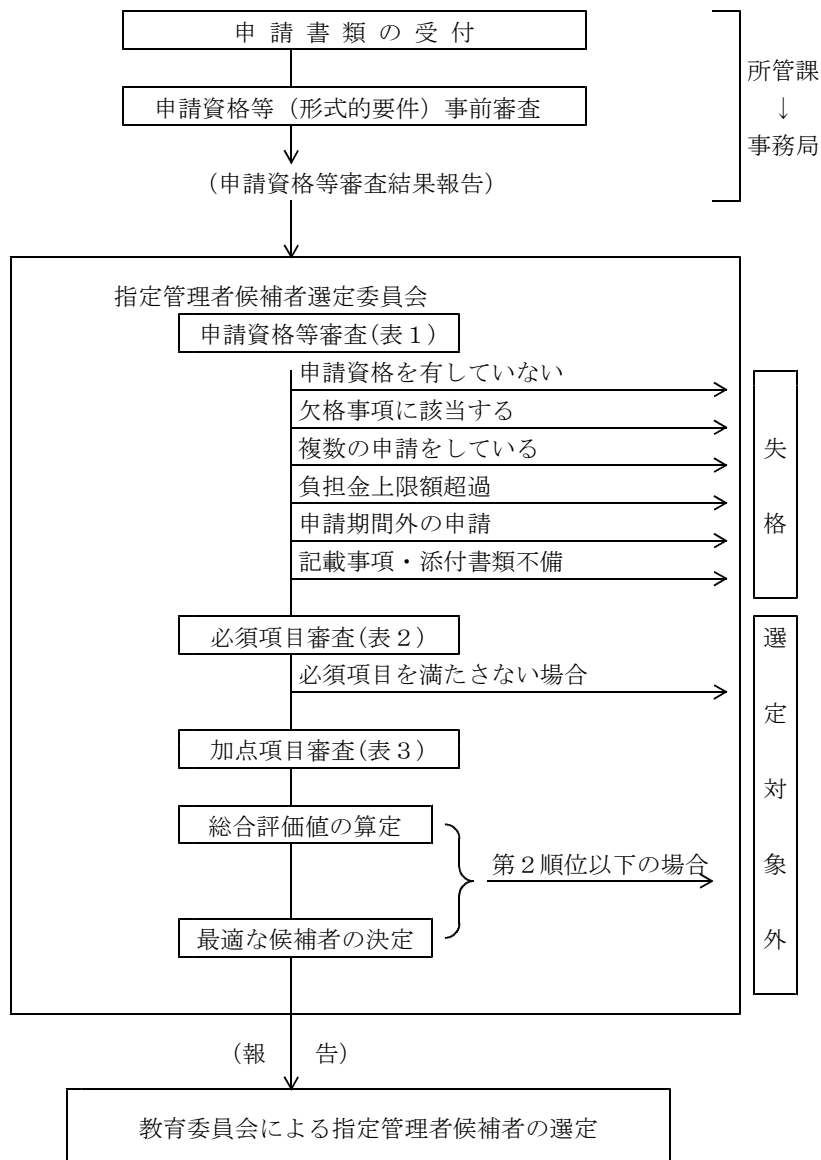 申請書類の受付
申請資格等（形式的要件）事前審査
（申請資格等審査結果報告）
所管課
↓
事務局
指定管理者候補者選定委員会
申請資格等審査(表１)
申請資格を有していない
欠格事項に該当する
複数の申請をしている
負担金上限額超過
申請期間外の申請
記載事項・添付書類不備
失格
必須項目審査(表２)
必須項目を満たさない場合
加点項目審査(表３)
総合評価値の算定
第２順位以下の場合
最適な候補者の決定
選定対象外
（報　告）
教育委員会による指定管理者候補者の選定